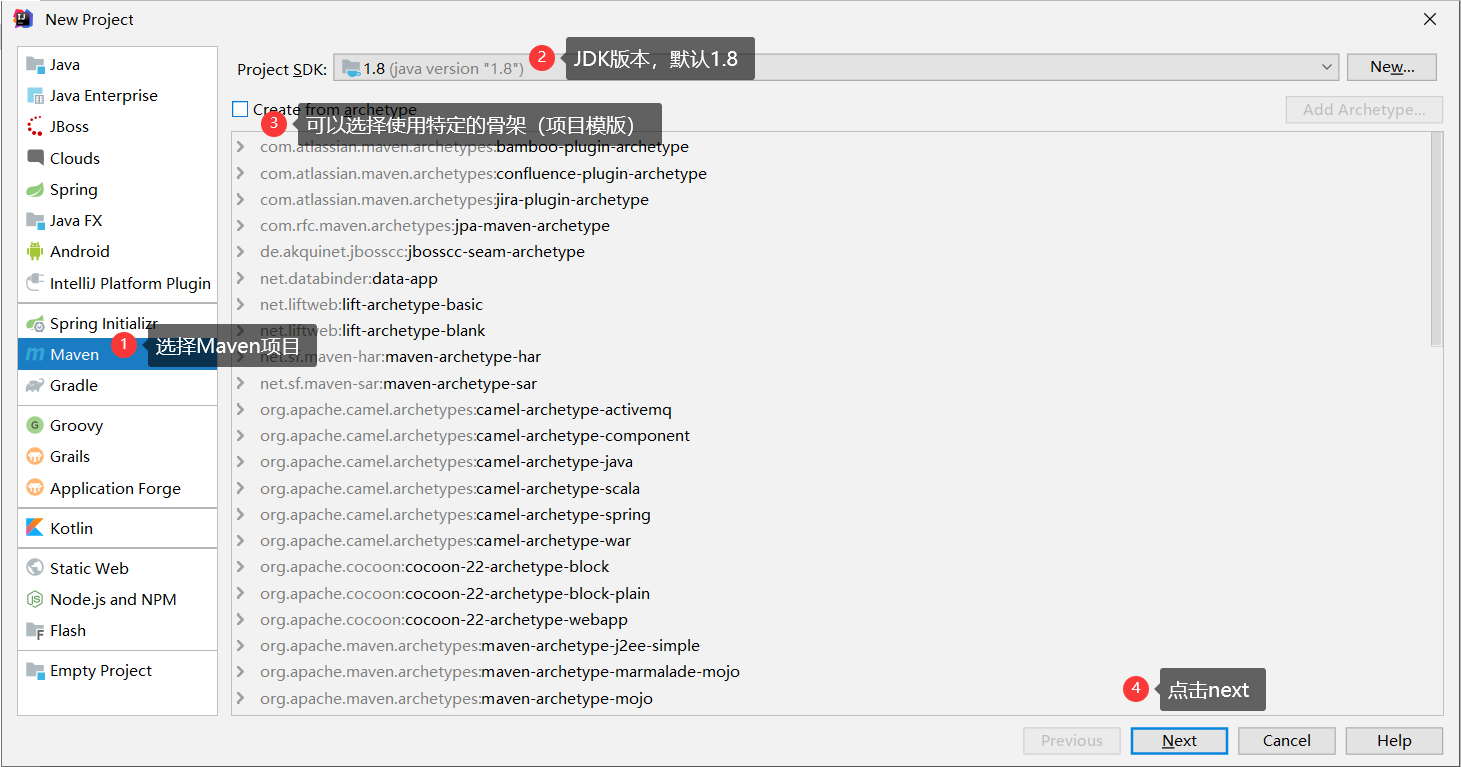 New Project
Java
Java Enterprise
JBoss
Clouds
Spring
Java FX
Android
IntelliJ Platform Plugin
Spring Initializr
Maven
1
选择Maven项目
Gradle
Groovy
Grails
Application Forge
Kotlin
Static Web
Node.js and NPM
Flash
Empty Project
Project SDK: 1.8 (java version "1.8")
2
JDK版本，默认1.8
New...
Create from archetype
Add Archetype...
3
可以选择使用特定的骨架（项目模版）
com.atlassian.maven.archetypes:bamboo-plugin-archetype
com.atlassian.maven.archetypes:confluence-plugin-archetype
com.atlassian.maven.archetypes:jira-plugin-archetype
com.rfc.maven.archetypes:jpa-maven-archetype
de.akquinet.jbosscc:jbosscc-seam-archetype
net.databinder:data-app
net.liftweb:lift-archetype-basic
net.liftweb:lift-archetype-blank
net.sf.maven-har:maven-archetype-har
net.sf.maven-sar:maven-archetype-sar
org.apache.camel.archetypes:camel-archetype-activemq
org.apache.camel.archetypes:camel-archetype-component
org.apache.camel.archetypes:camel-archetype-java
org.apache.camel.archetypes:camel-archetype-scala
org.apache.camel.archetypes:camel-archetype-spring
org.apache.camel.archetypes:camel-archetype-war
org.apache.cocoon:cocoon-22-archetype-block
org.apache.cocoon:cocoon-22-archetype-block-plain
org.apache.cocoon:cocoon-22-archetype-webapp
org.apache.maven.archetypes:maven-archetype-j2ee-simple
org.apache.maven.archetypes:maven-archetype-marmalade-mojo
org.apache.maven.archetypes:maven-archetype-mojo
4
点击next
Previous
Next
Cancel
Help